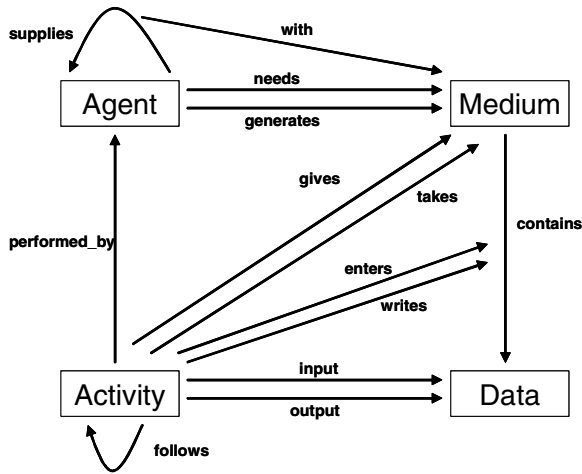 supplies
with
Agent
needs
generates
Medium
gives
takes
performed_by
contains
enters
writes
Activity
input
output
Data
follows